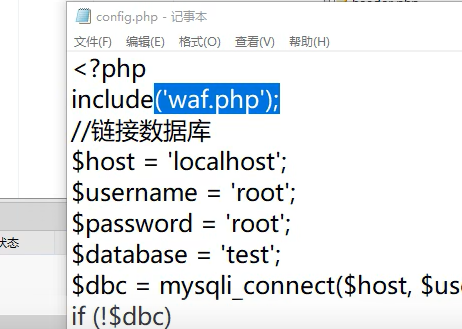 config.php - 记事本
文件(F) 编辑(E) 格式(O) 查看(V) 帮助(H)
<?php
include('waf.php');
//链接数据库
$host = 'localhost';
$username = 'root';
$password = 'root';
$database = 'test';
状态
$dbc = mysqli_connect($host, $use
if (!$dbc)